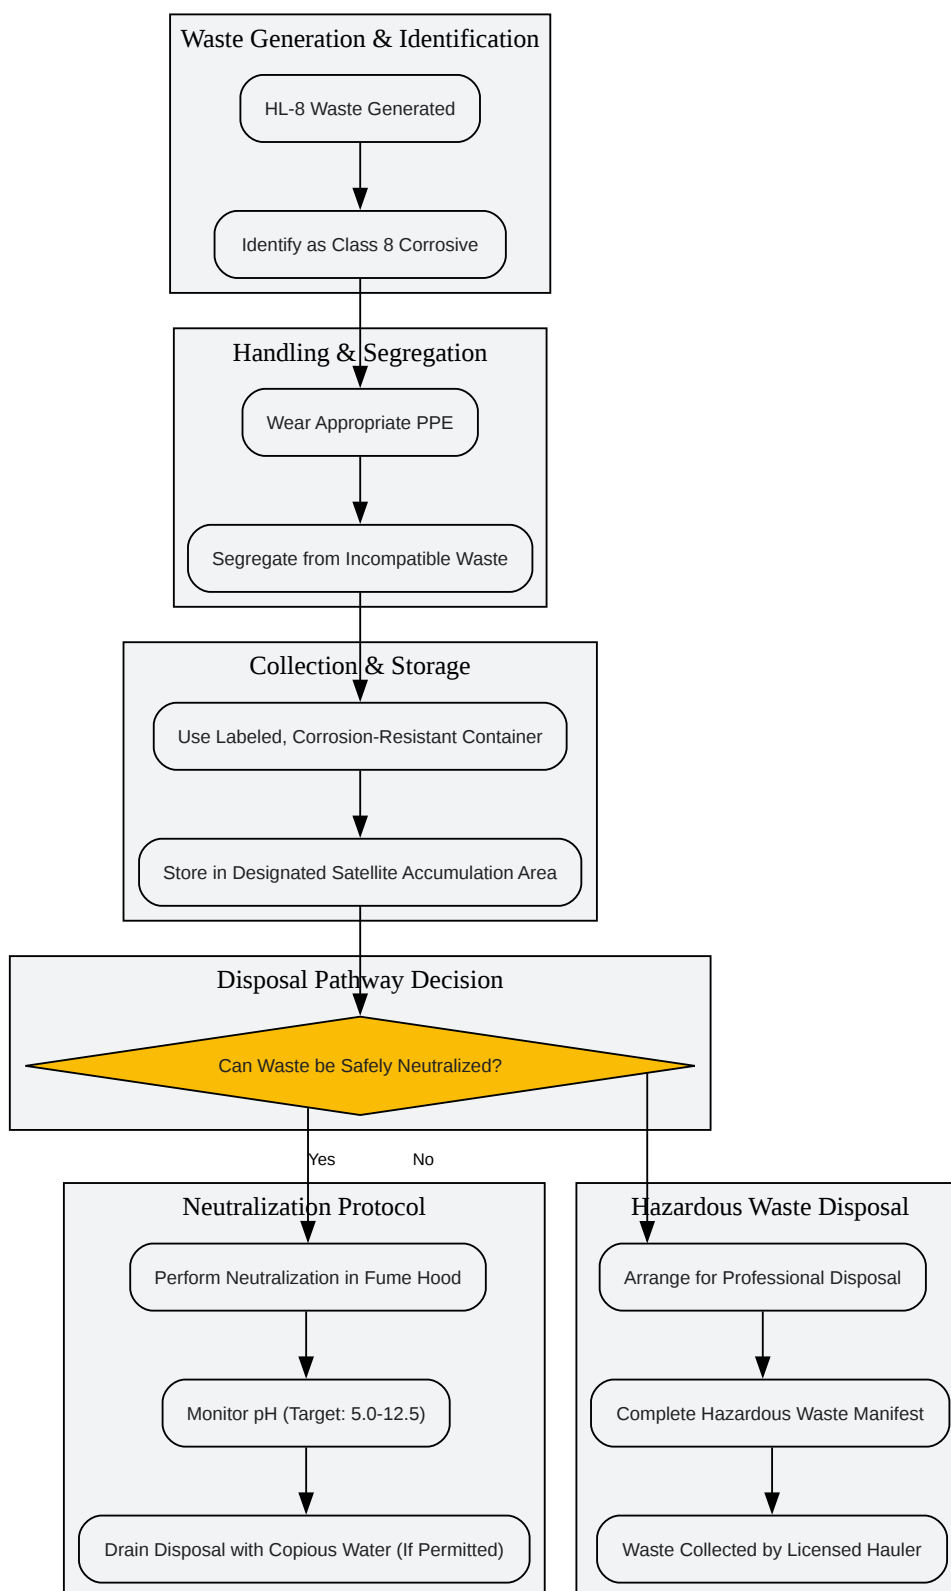 Waste Generation & Identification
HL-8 Waste Generated
Identify as Class 8 Corrosive
Handling & Segregation
Wear Appropriate PPE
Segregate from Incompatible Waste
Collection & Storage
Use Labeled, Corrosion-Resistant Container
Store in Designated Satellite Accumulation Area
Disposal Pathway Decision
Can Waste be Safely Neutralized?
Yes
No
Neutralization Protocol
Perform Neutralization in Fume Hood
Monitor pH (Target: 5.0-12.5)
Drain Disposal with Copious Water (If Permitted)
Hazardous Waste Disposal
Arrange for Professional Disposal
Complete Hazardous Waste Manifest
Waste Collected by Licensed Hauler